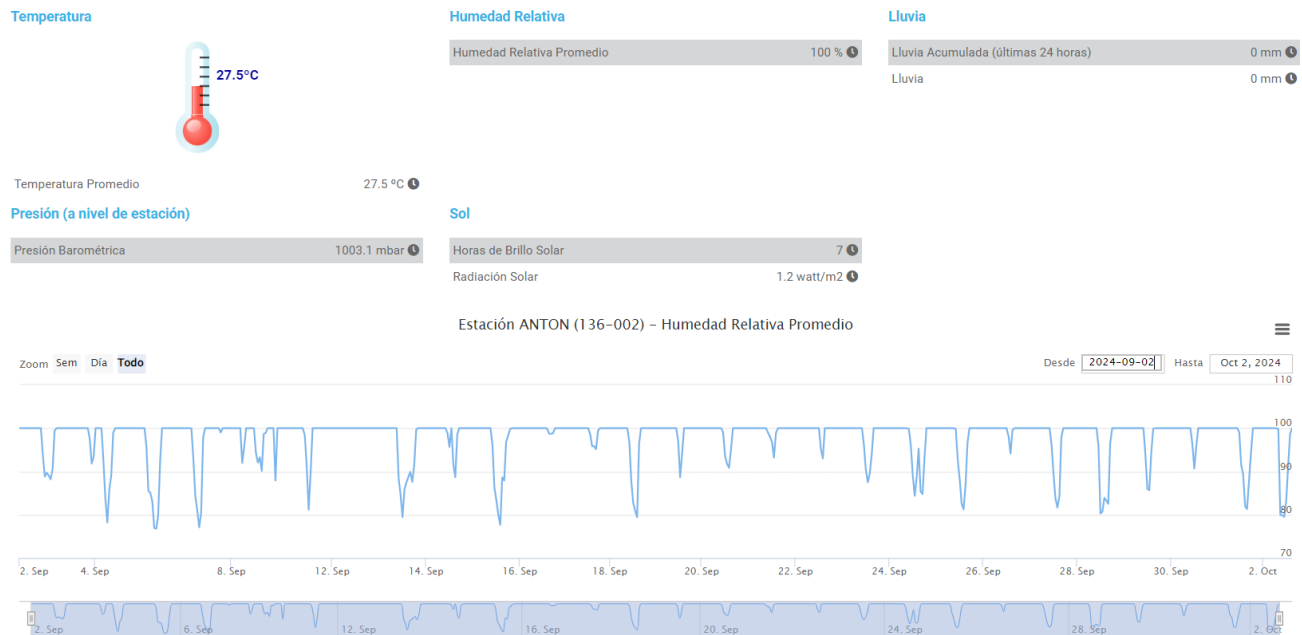 Temperatura
Humedad Relativa
Lluvia
Humedad Relativa Promedio 100 %
Lluvia Acumulada (últimas 24 horas) 0 mm
27.5°C
Lluvia 0 mm
Temperatura Promedio 27.5 ºC
Presión (a nivel de estación)
Sol
Presión Barométrica 1003.1 mbar
Horas de Brillo Solar 7
Radiación Solar 1.2 watt/m2
Estación ANTON (136-002) – Humedad Relativa Promedio
Zoom Sem Día Todo
Desde 2024-09-02 Hasta Oct 2, 2024
110
100
90
80
70
2. Sep 4. Sep 8. Sep 12. Sep 14. Sep 16. Sep 18. Sep 20. Sep 22. Sep 24. Sep 26. Sep 28. Sep 30. Sep 2. Oct
2. Sep 6. Sep 12. Sep 16. Sep 20. Sep 24. Sep 28. Sep 2. Oct